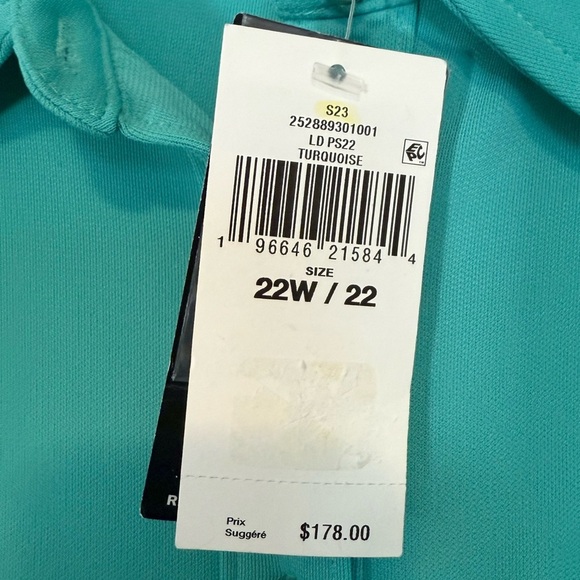 S23
252889301001
LD PS22
TURQUOISE
1 96646 21584 4
SIZE
22W / 22
R
Prix
Suggéré $178.00